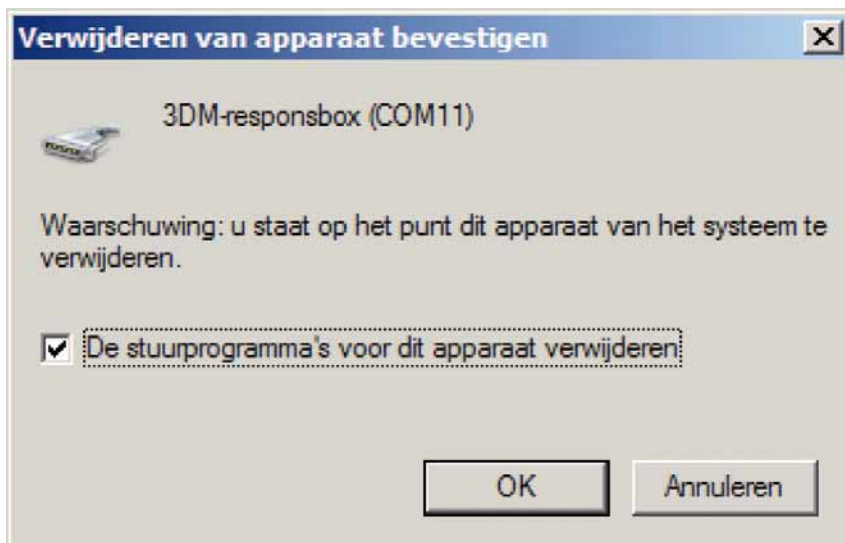 Verwijderen van apparaat bevestigen
3DM-responsbox (COM11)
Waarschuwing: u staat op het punt dit apparaat van het systeem te
verwijderen.
De stuurprogramma's voor dit apparaat verwijderen
OK
Annuleren